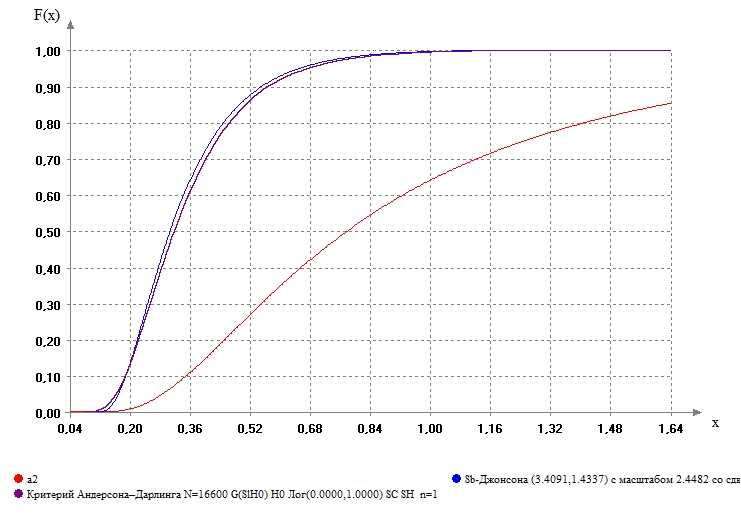 F(x)
1,00
0,90
0,80
0,70
0,60
0,50
0,40
0,30
0,20
0,10
0,00
0,04 0,20 0,36 0,52 0,68 0,84 1,00 1,16 1,32 1,48 1,64 x
a2 Sb-Джонсона (3.4091,1.4337) с масштабом 2.4482 со сдв
Критерий Андерсона–Дарлинга N=16600 G(S|H0) H0 Лог(0.0000,1.0000) SC SH n=1